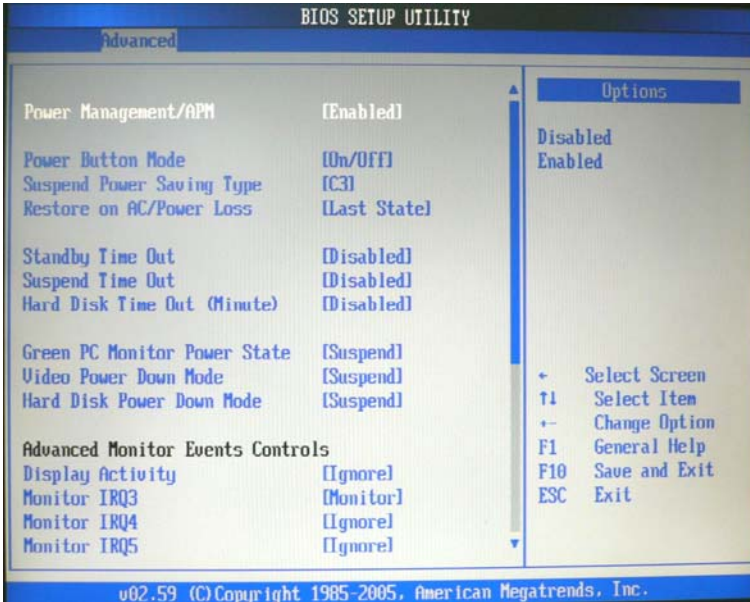 BIOS SETUP UTILITY
Advanced
Power Management/APM [Enabled]
Power Button Mode [On/Off]
Suspend Power Saving Type [C3]
Restore on AC/Power Loss [Last State]
Standby Time Out [Disabled]
Suspend Time Out [Disabled]
Hard Disk Time Out (Minute) [Disabled]
Green PC Monitor Power State [Suspend]
Video Power Down Mode [Suspend]
Hard Disk Power Down Mode [Suspend]
Advanced Monitor Events Controls
Display Activity [Ignore]
Monitor IRQ3 [Monitor]
Monitor IRQ4 [Ignore]
Monitor IRQ5 [Ignore]
Options
Disabled
Enabled
← Select Screen
↑↓ Select Item
+- Change Option
F1 General Help
F10 Save and Exit
ESC Exit
v02.59 (C)Copyright 1985-2005, American Megatrends, Inc.